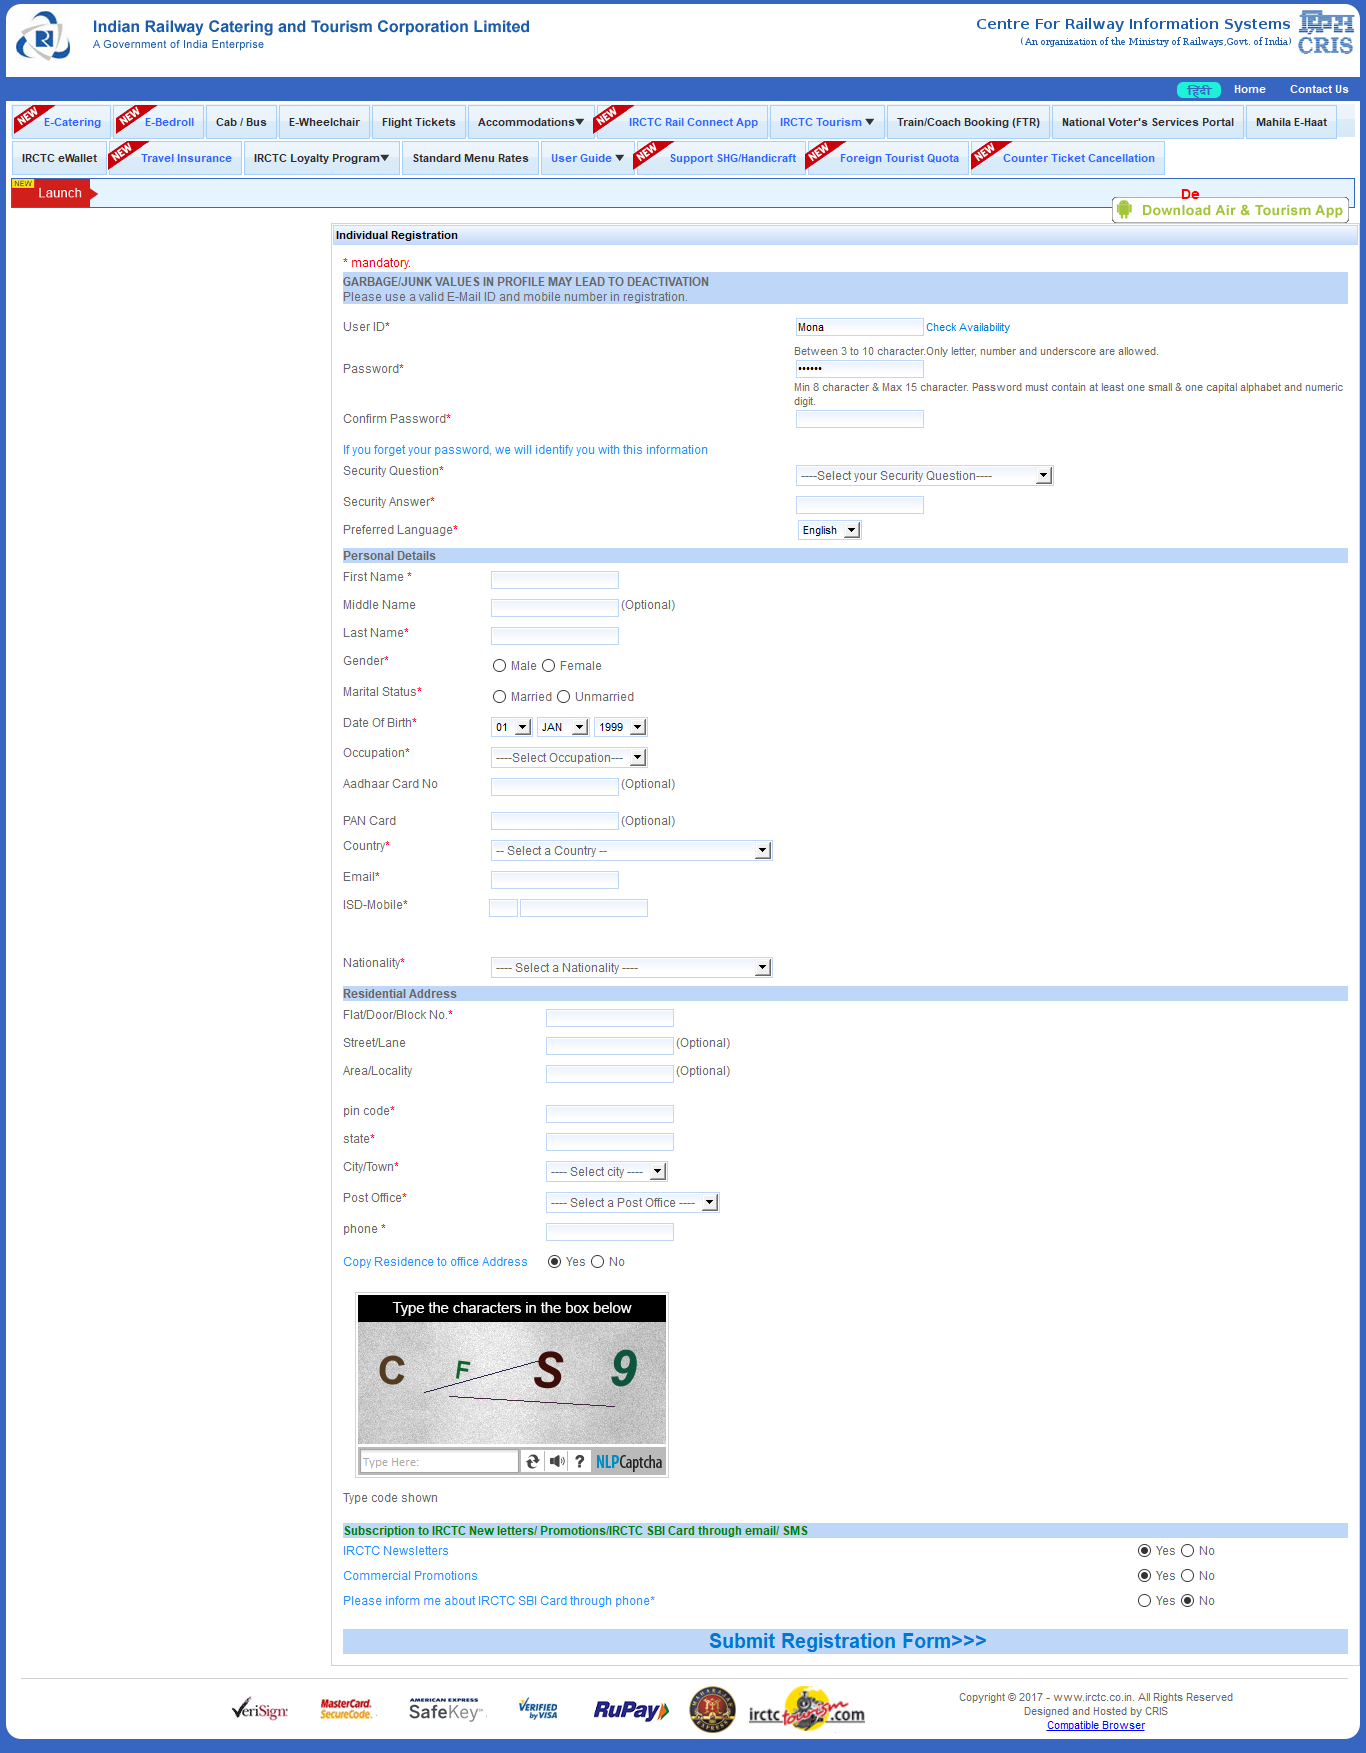 Indian Railway Catering and Tourism Corporation Limited
A Government of India Enterprise
Centre For Railway Information Systems
(An organization of the Ministry of Railways,Govt. of India)
CRIS
हिंदी Home Contact Us
NEW E-Catering NEW E-Bedroll Cab / Bus E-Wheelchair Flight Tickets Accommodations NEW IRCTC Rail Connect App IRCTC Tourism Train/Coach Booking (FTR) National Voter's Services Portal Mahila E-Haat
IRCTC eWallet NEW Travel Insurance IRCTC Loyalty Program Standard Menu Rates User Guide NEW Support SHG/Handicraft NEW Foreign Tourist Quota NEW Counter Ticket Cancellation
NEW Launch De
Download Air & Tourism App
Individual Registration
* mandatory.
GARBAGE/JUNK VALUES IN PROFILE MAY LEAD TO DEACTIVATION
Please use a valid E-Mail ID and mobile number in registration.
User ID* Mona Check Availability
Between 3 to 10 character.Only letter, number and underscore are allowed.
Password* ••••••
Min 8 character & Max 15 character. Password must contain at least one small & one capital alphabet and numeric
digit.
Confirm Password*
If you forget your password, we will identify you with this information
Security Question* ----Select your Security Question----
Security Answer*
Preferred Language* English
Personal Details
First Name *
Middle Name (Optional)
Last Name*
Gender* Male Female
Marital Status* Married Unmarried
Date Of Birth* 01 JAN 1999
Occupation* ----Select Occupation---
Aadhaar Card No (Optional)
PAN Card (Optional)
Country* -- Select a Country --
Email*
ISD-Mobile*
Nationality* ---- Select a Nationality ----
Residential Address
Flat/Door/Block No.*
Street/Lane (Optional)
Area/Locality (Optional)
pin code*
state*
City/Town* ---- Select city ----
Post Office* ---- Select a Post Office ----
phone *
Copy Residence to office Address Yes No
Type the characters in the box below
C F S 9
Type Here: ? NLPCaptcha
Type code shown
Subscription to IRCTC New letters/ Promotions/IRCTC SBI Card through email/ SMS
IRCTC Newsletters Yes No
Commercial Promotions Yes No
Please inform me about IRCTC SBI Card through phone* Yes No
Submit Registration Form>>>
VeriSign MasterCard. SecureCode. AMERICAN EXPRESS SafeKey VERIFIED by VISA RuPay MAHARAJAS EXPRESS irctc tourism .com
Copyright © 2017 - www.irctc.co.in. All Rights Reserved
Designed and Hosted by CRIS
Compatible Browser